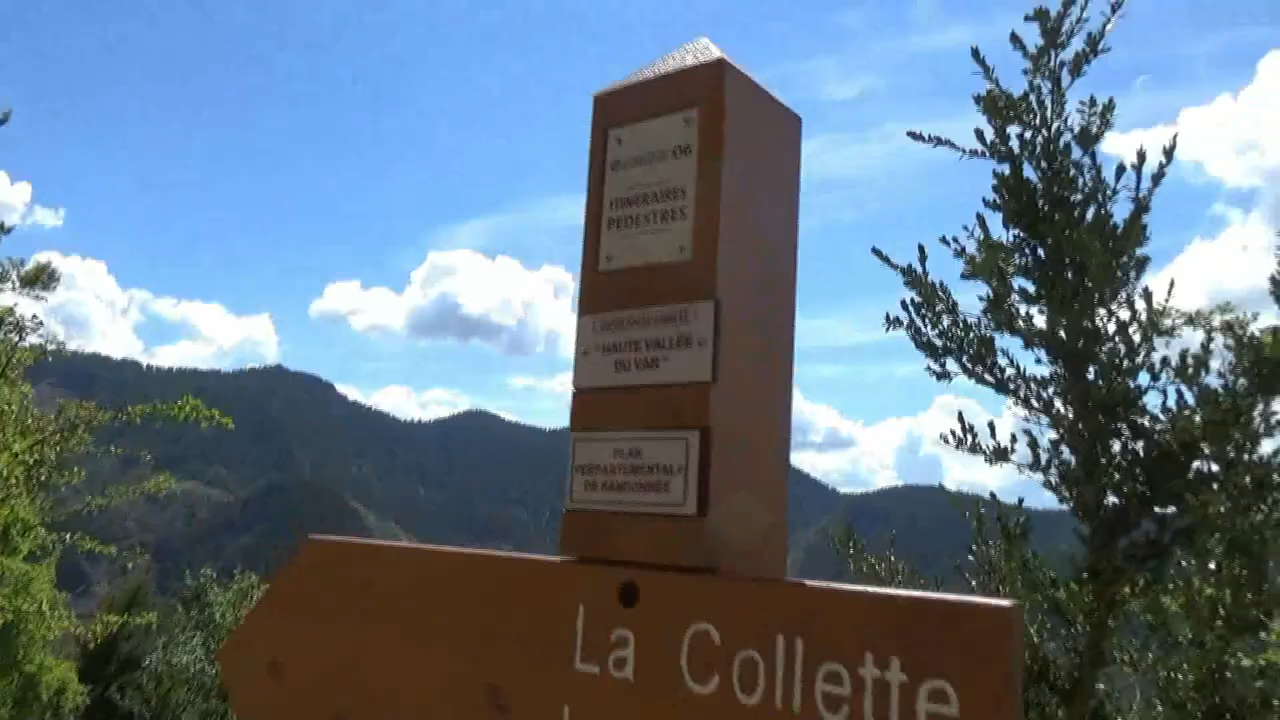 06
ITINÉRAIRES
PÉDESTRES
"HAUTE VALLÉE
DU VAR"
PLAN
DÉPARTEMENTAL
DE RANDONNÉE
La Collette